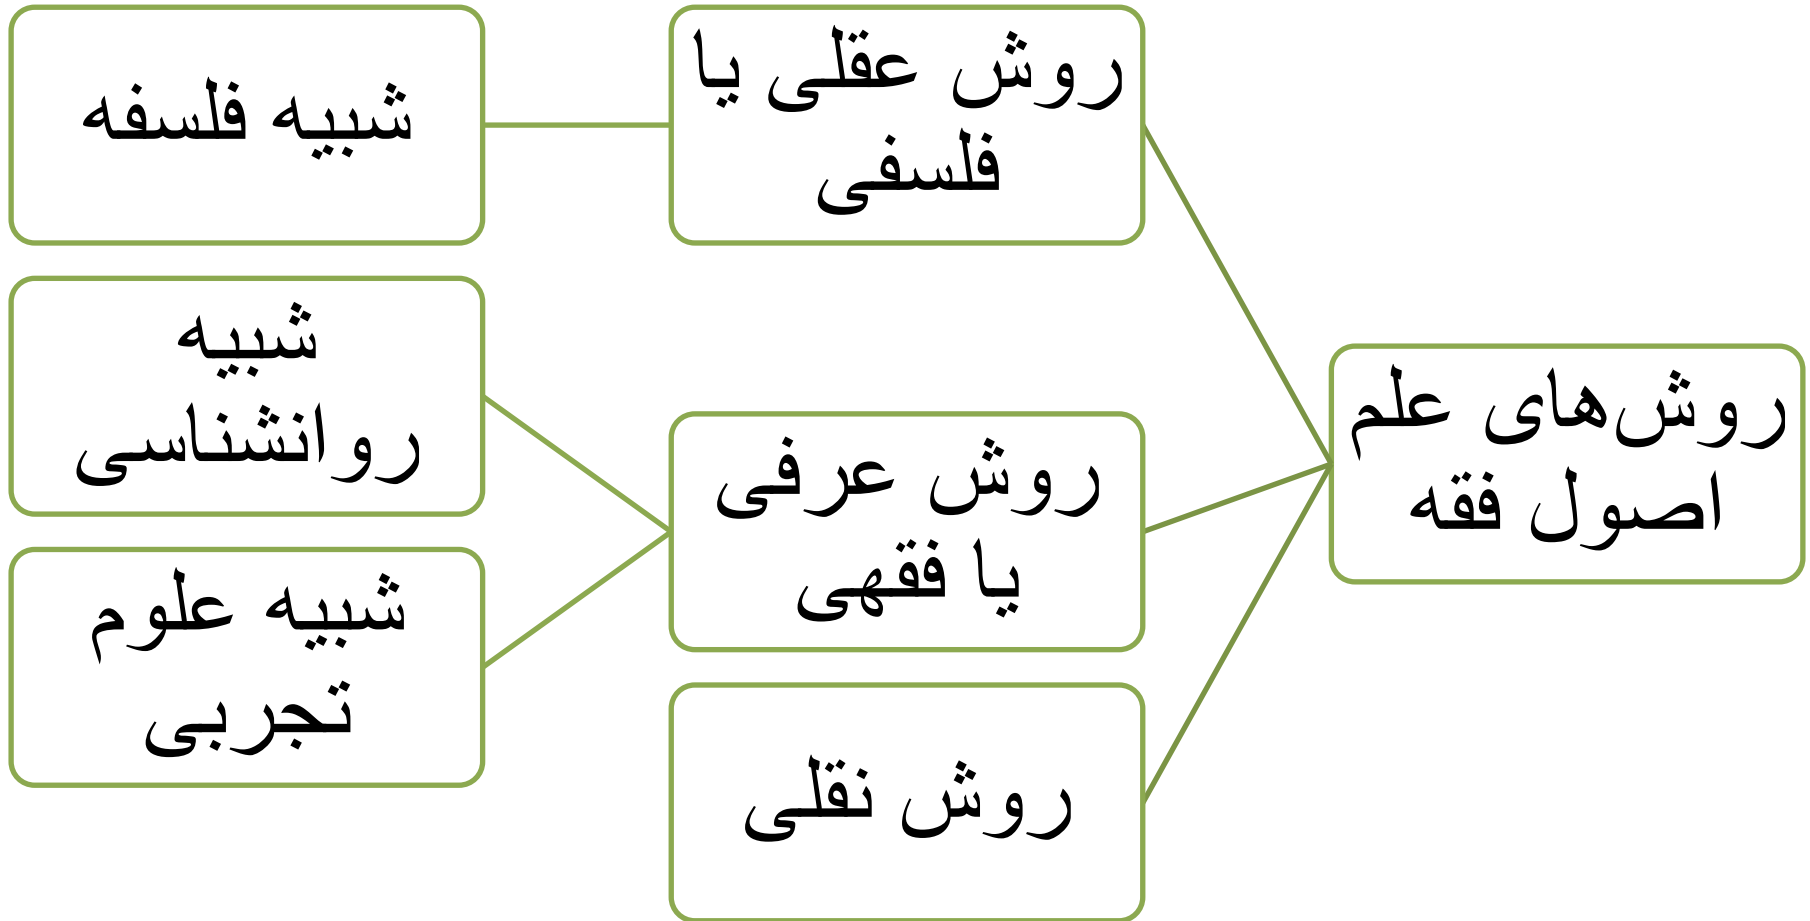 روش‌های علم
اصول فقه
روش عقلی یا
فلسفی
شبیه فلسفه
روش عرفی
یا فقهی
شبیه
روانشناسی
شبیه علوم
تجربی
روش نقلی